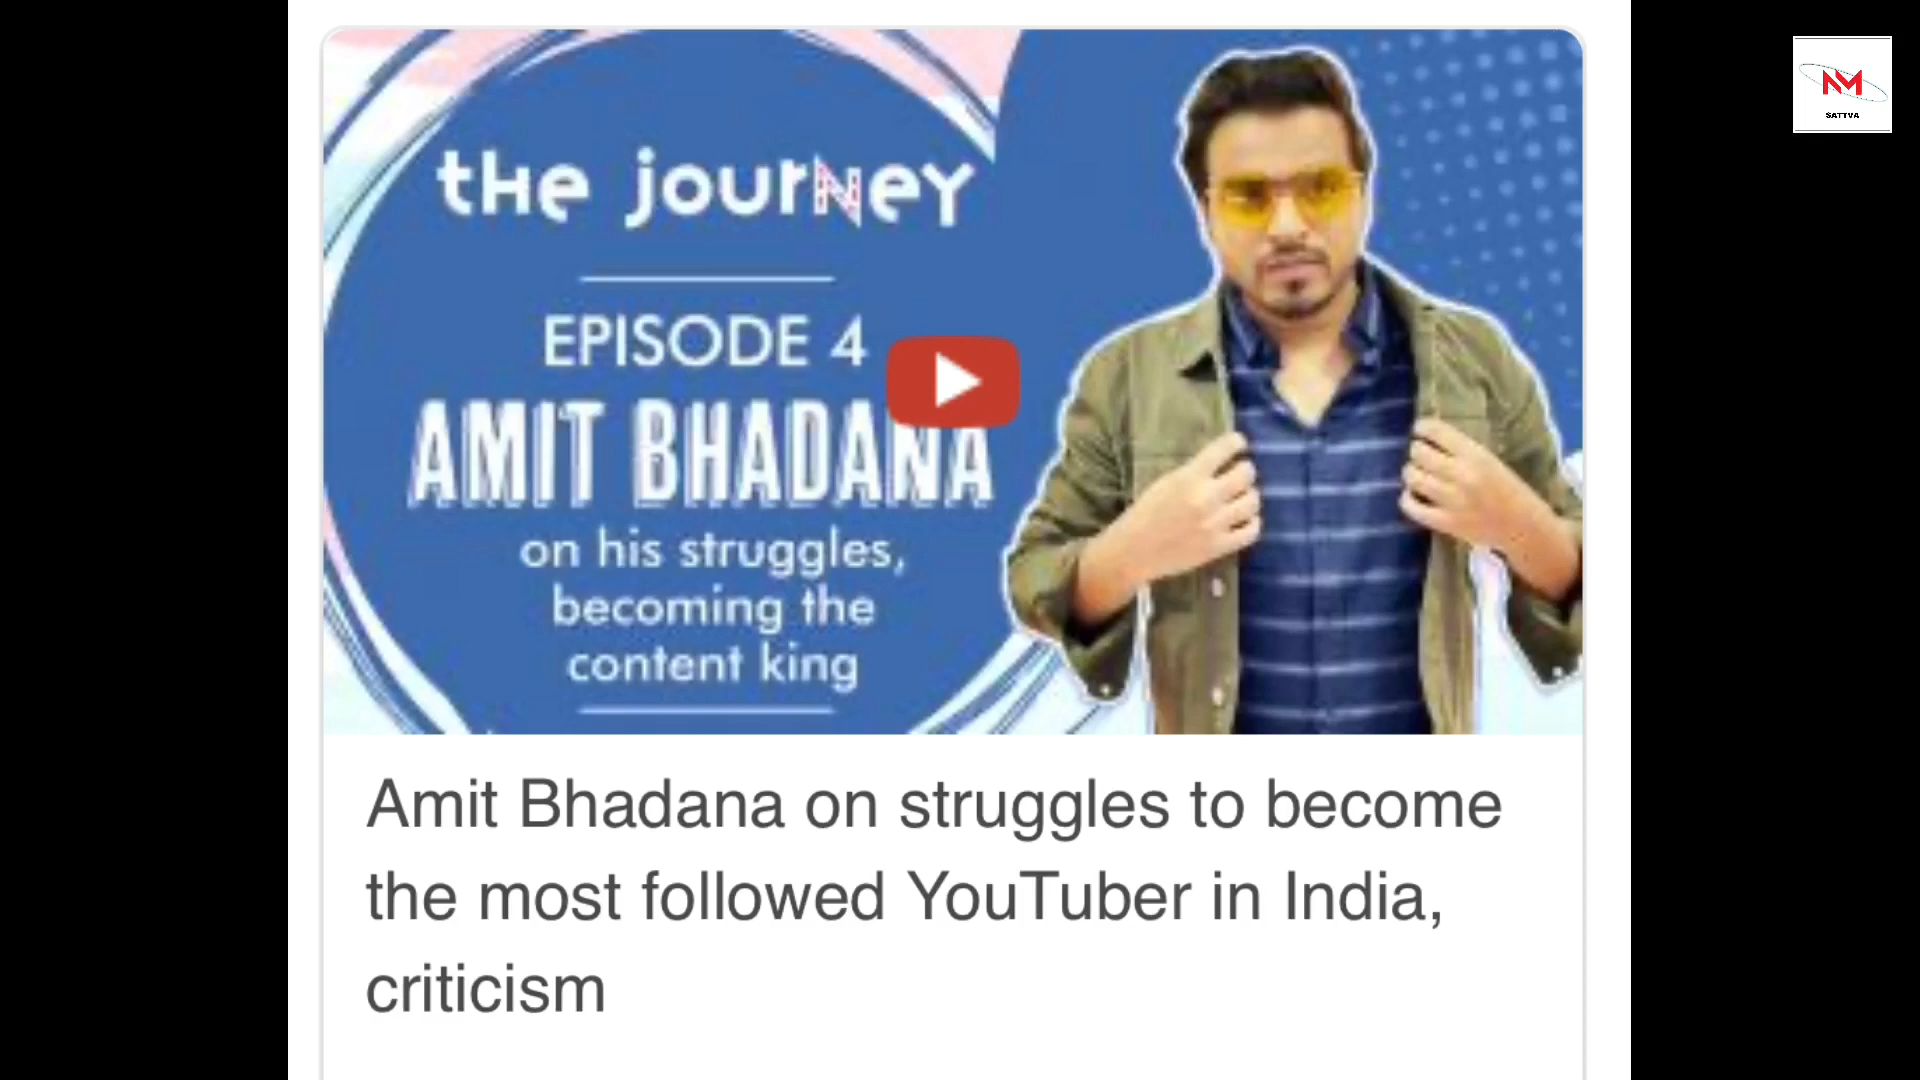 the journey
EPISODE 4
AMIT BHADANA
on his struggles,
becoming the
content king
Amit Bhadana on struggles to become
the most followed YouTuber in India,
criticism
NM
SATTVA